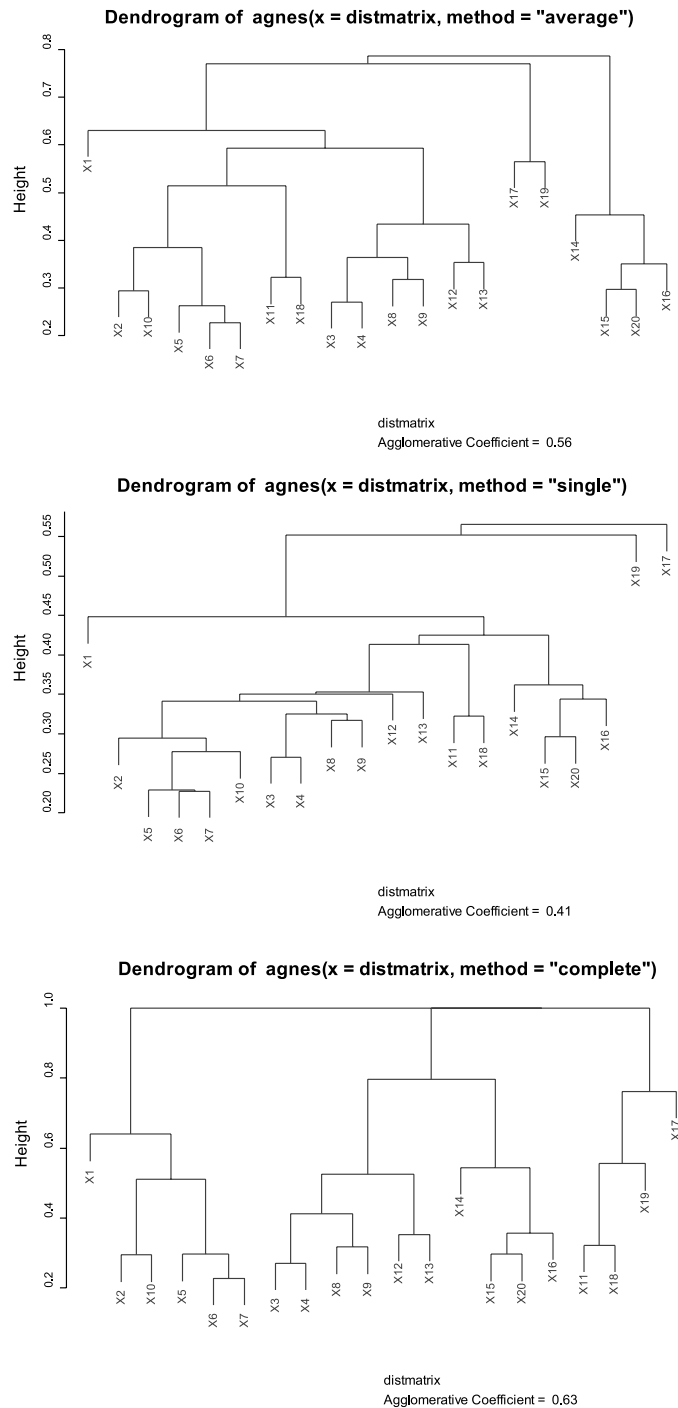 Dendrogram of  agnes(x = distmatrix, method = "average")
Height
0.8
0.7
0.6
0.5
0.4
0.3
0.2
X1
X2
X10
X5
X6
X7
X11
X18
X3
X4
X8
X9
X12
X13
X17
X19
X14
X15
X20
X16
distmatrix
Agglomerative Coefficient =  0.56
Dendrogram of  agnes(x = distmatrix, method = "single")
Height
0.55
0.50
0.45
0.40
0.35
0.30
0.25
0.20
X1
X2
X5
X6
X7
X10
X3
X4
X8
X9
X12
X13
X11
X18
X14
X15
X20
X16
X19
X17
distmatrix
Agglomerative Coefficient =  0.41
Dendrogram of  agnes(x = distmatrix, method = "complete")
Height
1.0
0.8
0.6
0.4
0.2
X1
X2
X10
X5
X6
X7
X3
X4
X8
X9
X12
X13
X14
X15
X20
X16
X11
X18
X19
X17
distmatrix
Agglomerative Coefficient =  0.63